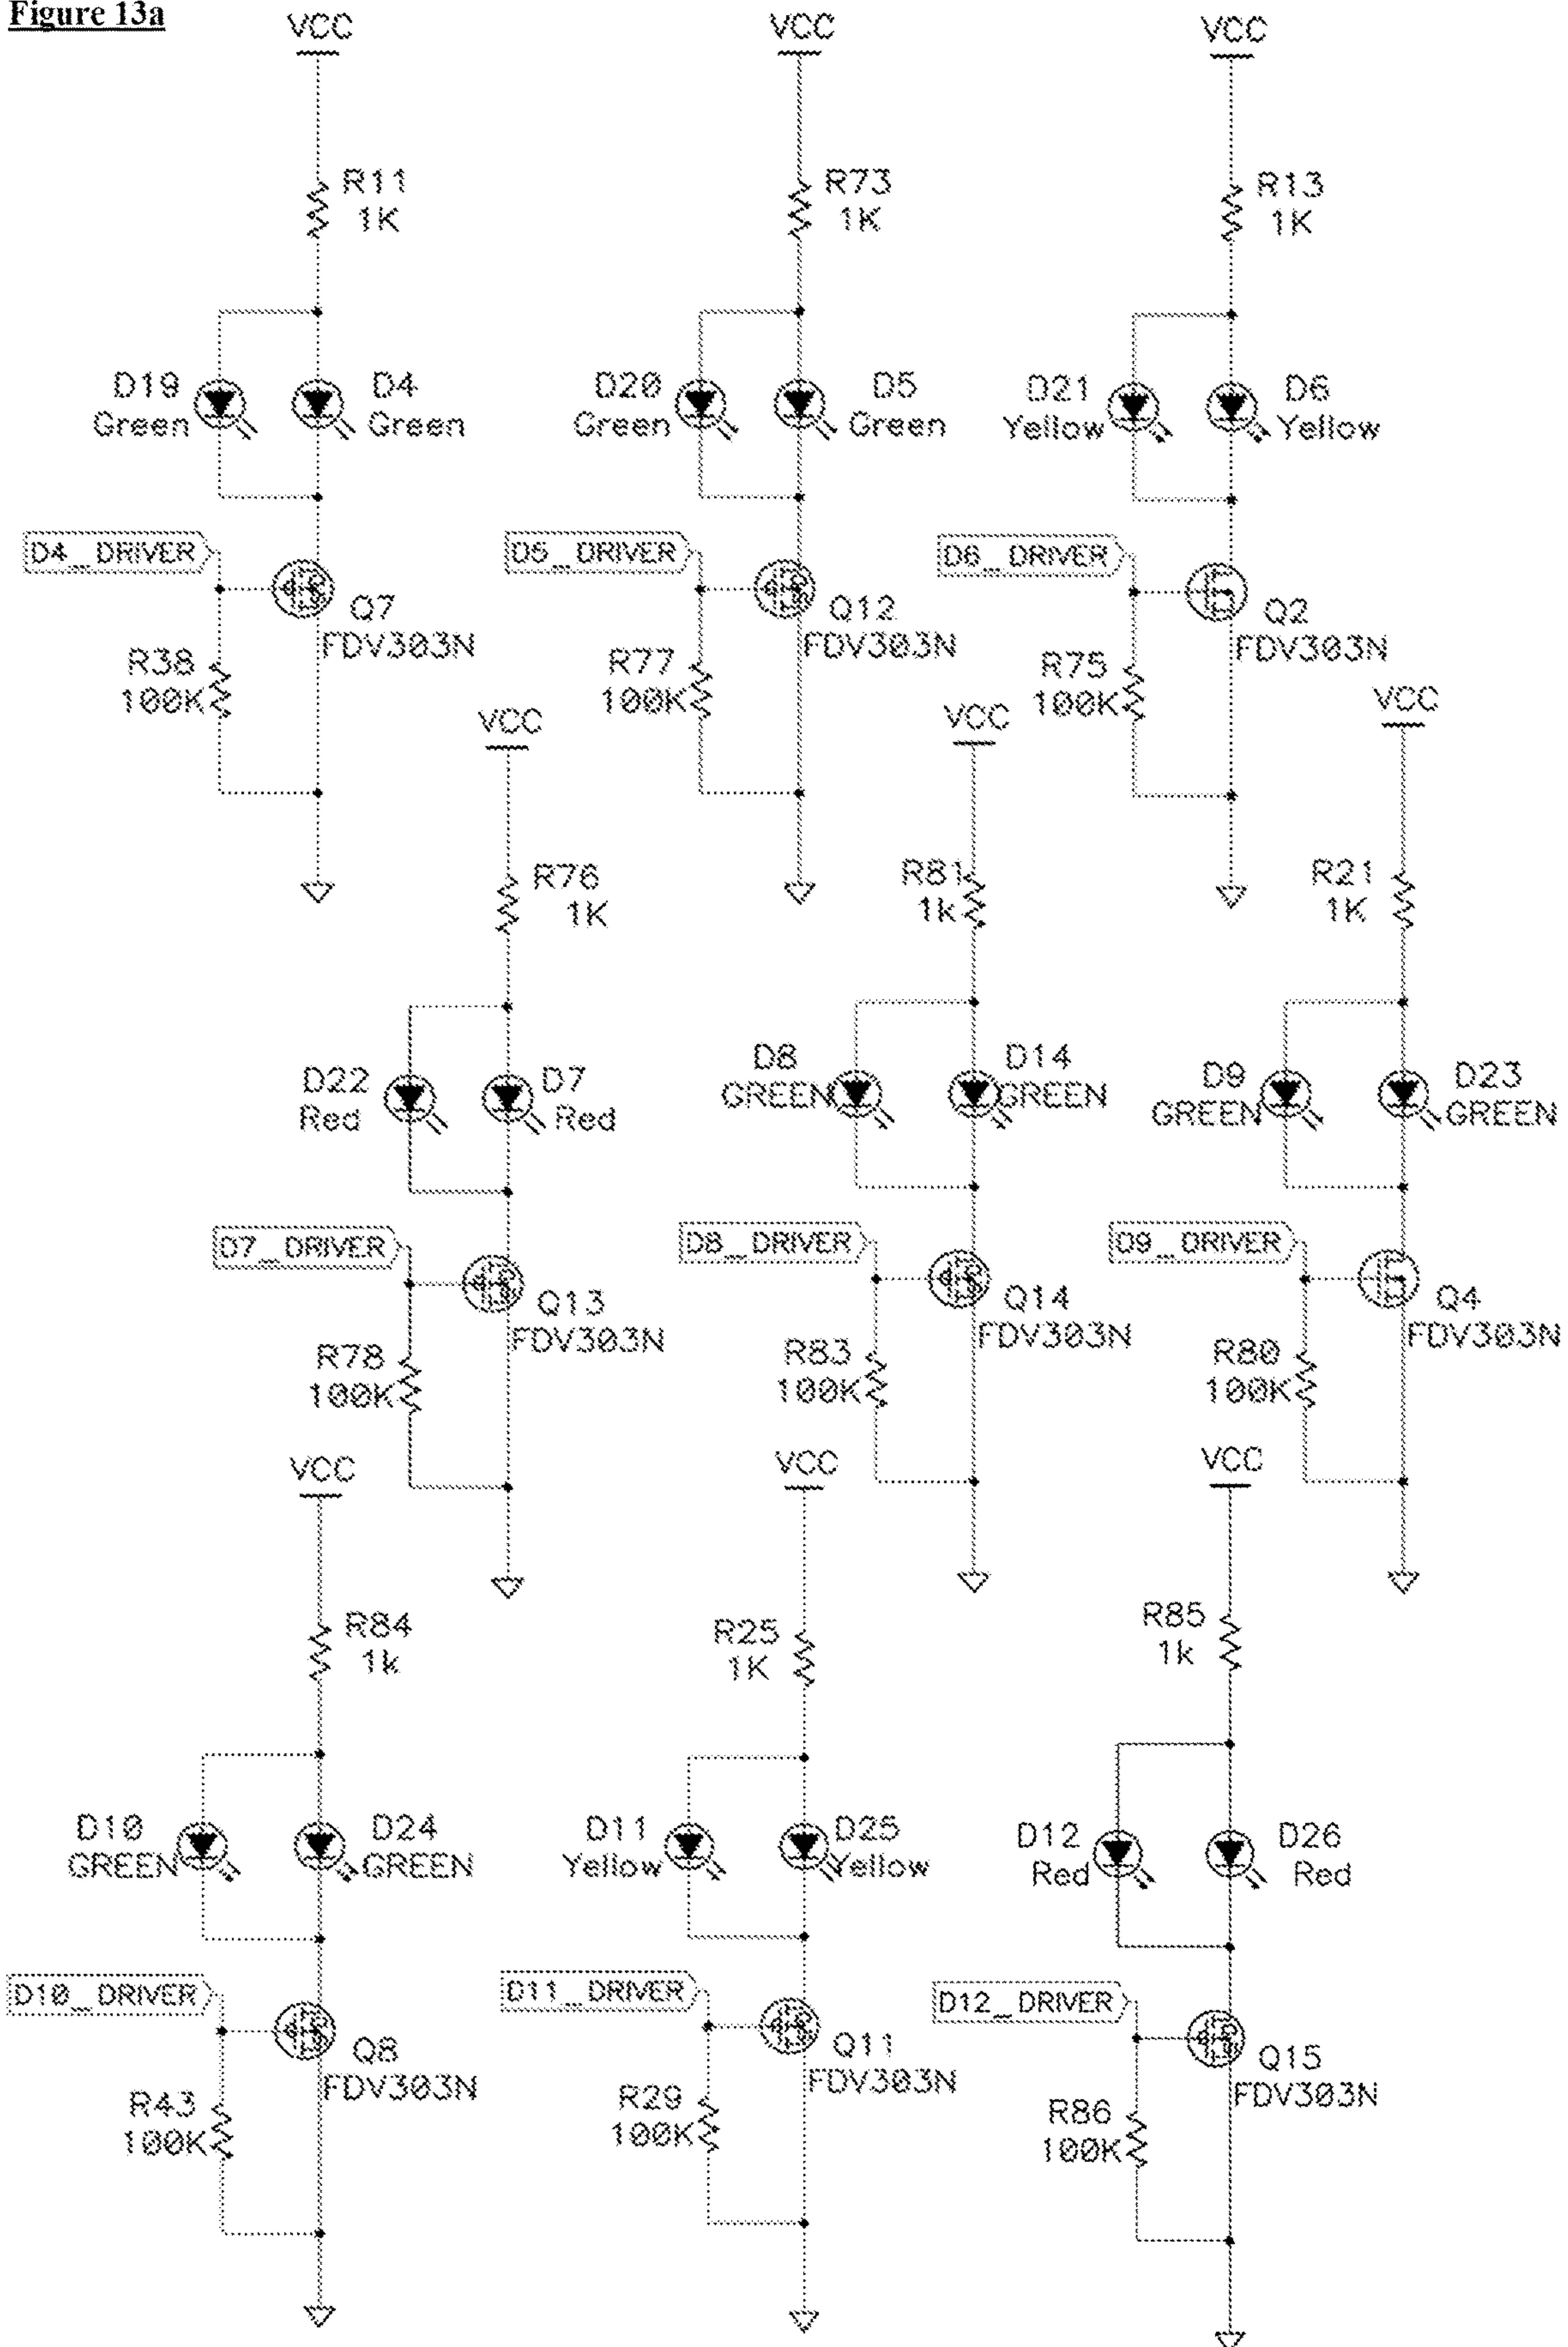 Figure 13a
VCC
VCC
VCC
R11
1K
R73
1K
R13
1K
D19
Green
D4
Green
D20
Green
D5
Green
D21
Yellow
D6
Yellow
D4_DRIVER
D5_DRIVER
D6_DRIVER
Q7
FDV303N
Q12
FDV303N
Q2
FDV303N
R38
100K
R77
100K
R75
100K
VCC
VCC
VCC
R76
1K
R81
1k
R21
1K
D22
Red
D7
Red
D8
GREEN
D14
GREEN
D9
GREEN
D23
GREEN
D7_DRIVER
D8_DRIVER
D9_DRIVER
Q13
FDV303N
Q14
FDV303N
Q4
FDV303N
R78
100K
R83
100K
R80
100K
VCC
VCC
VCC
R84
1k
R25
1K
R85
1k
D10
GREEN
D24
GREEN
D11
Yellow
D25
Yellow
D12
Red
D26
Red
D10_DRIVER
D11_DRIVER
D12_DRIVER
Q8
FDV303N
Q11
FDV303N
Q15
FDV303N
R43
100K
R29
100K
R86
100K